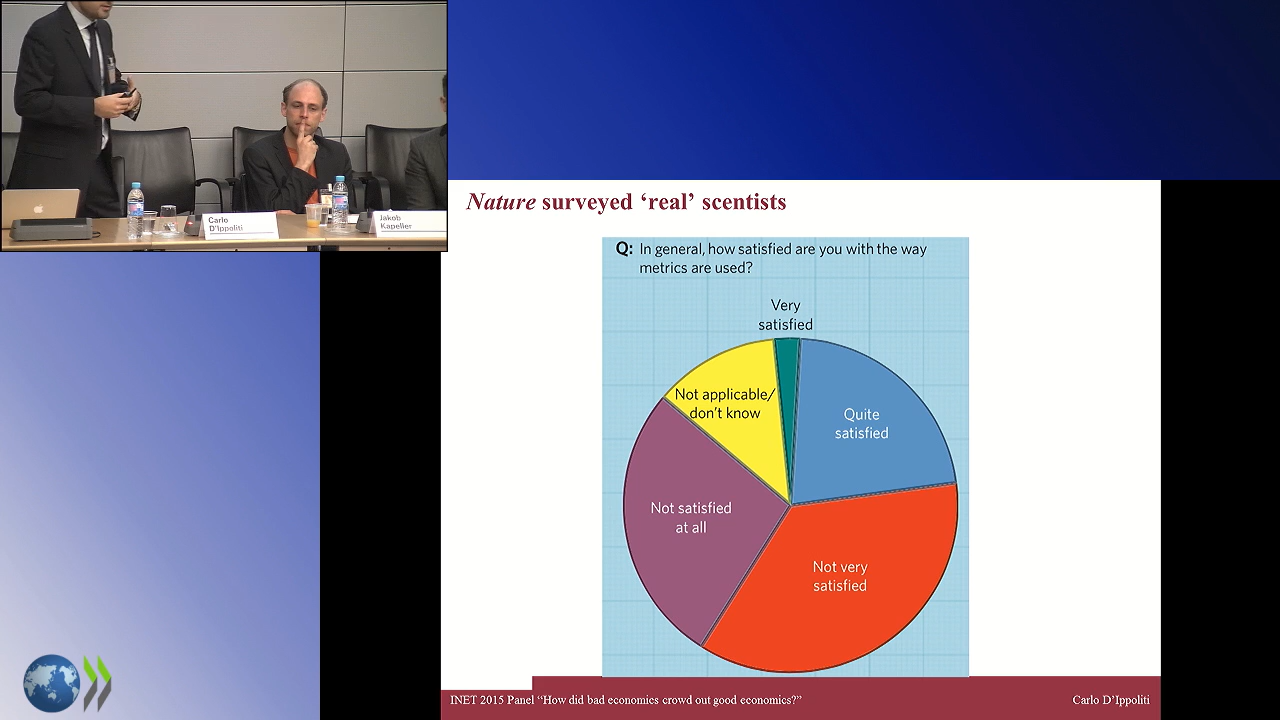 Carlo
D'Ippoliti
Jakob
Kapeller
Nature surveyed ‘real’ scentists
Q: In general, how satisfied are you with the way
metrics are used?
Very
satisfied
Not applicable/
don't know
Quite
satisfied
Not satisfied
at all
Not very
satisfied
INET 2015 Panel “How did bad economics crowd out good economics?”
Carlo D’Ippoliti